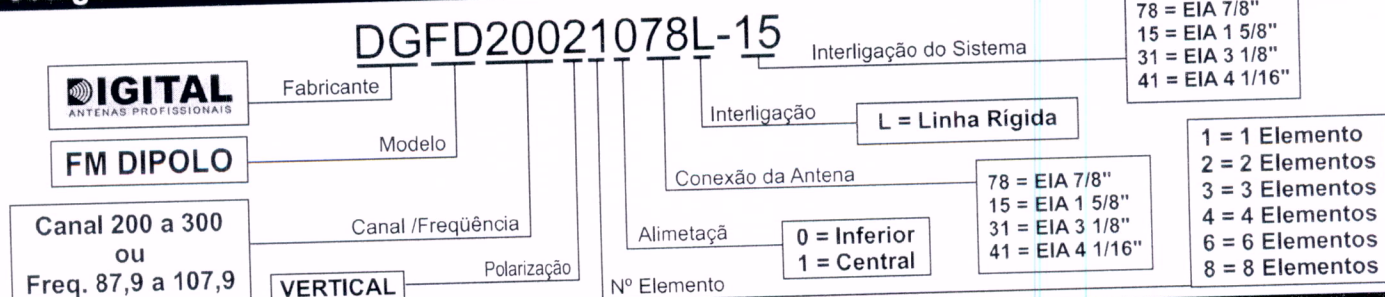 DGFD20021078L-15
Interligação do Sistema
78 = EIA 7/8"
15 = EIA 1 5/8"
31 = EIA 3 1/8"
41 = EIA 4 1/16"
DIGITAL
ANTENAS PROFISSIONAIS
Fabricante
Interligação
L = Linha Rígida
FM DIPOLO
Modelo
Conexão da Antena
78 = EIA 7/8"
15 = EIA 1 5/8"
31 = EIA 3 1/8"
41 = EIA 4 1/16"
1 = 1 Elemento
2 = 2 Elementos
3 = 3 Elementos
4 = 4 Elementos
6 = 6 Elementos
8 = 8 Elementos
Canal 200 a 300
ou
Freq. 87,9 a 107,9
Canal /Freqüência
Alimetaçã
0 = Inferior
1 = Central
VERTICAL
Polarização
Nº Elemento